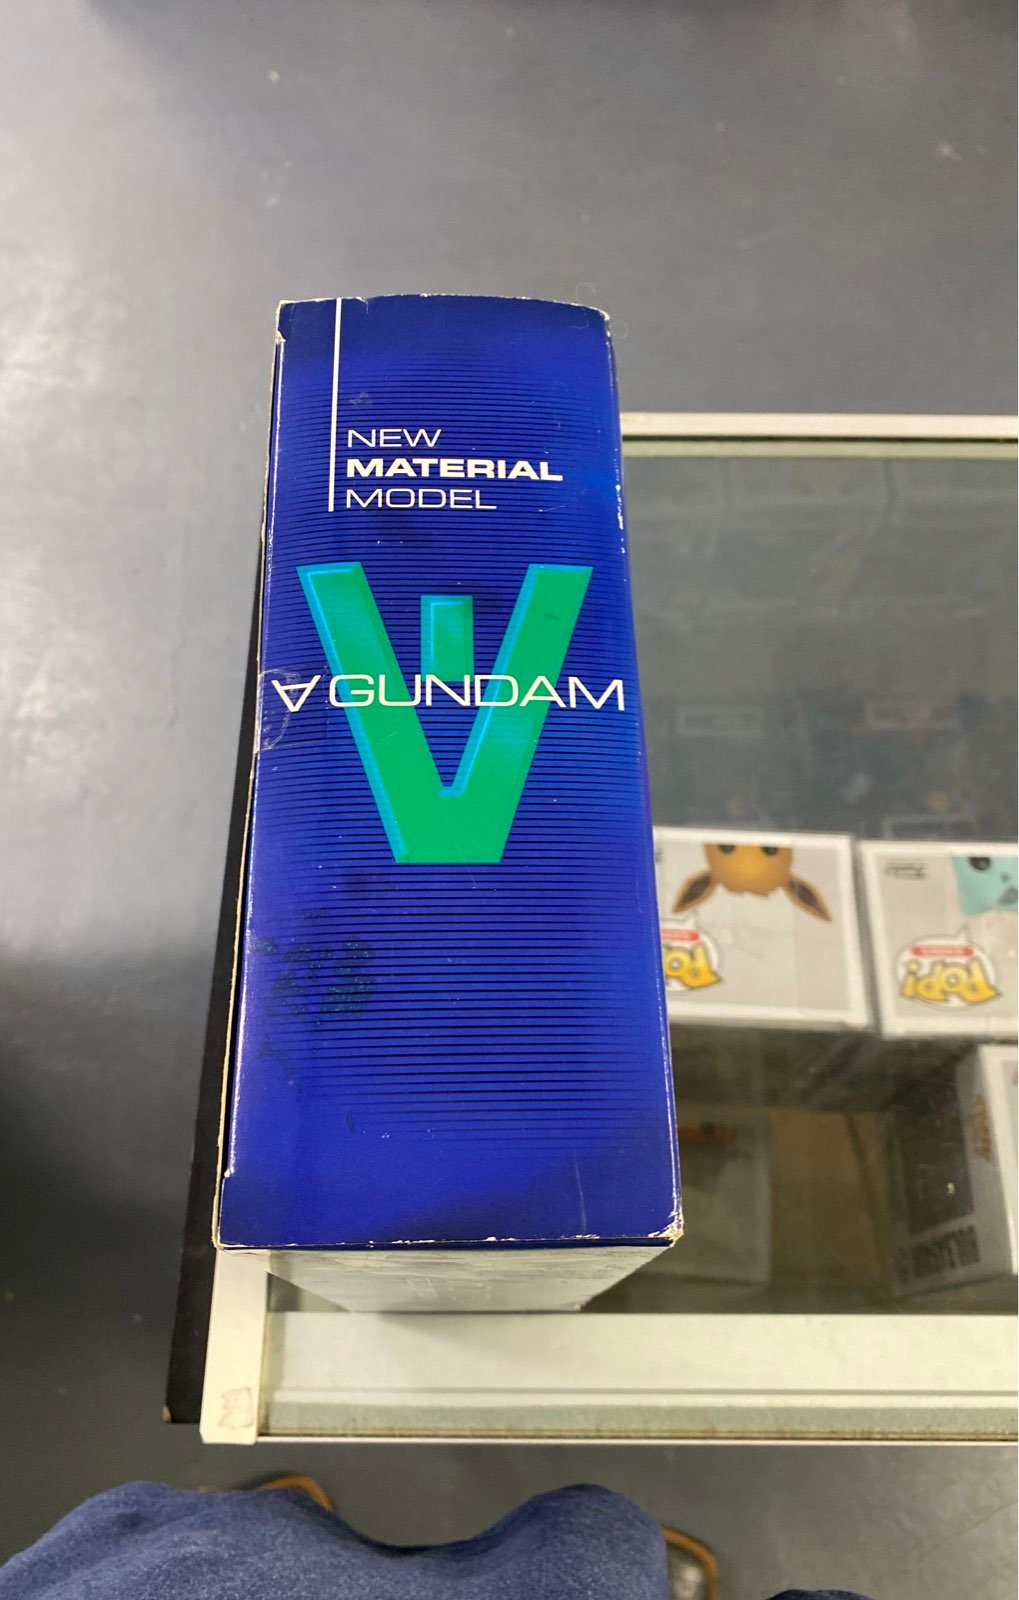 NEW
MATERIAL
MODEL
∀ GUNDAM
POP!
POP!